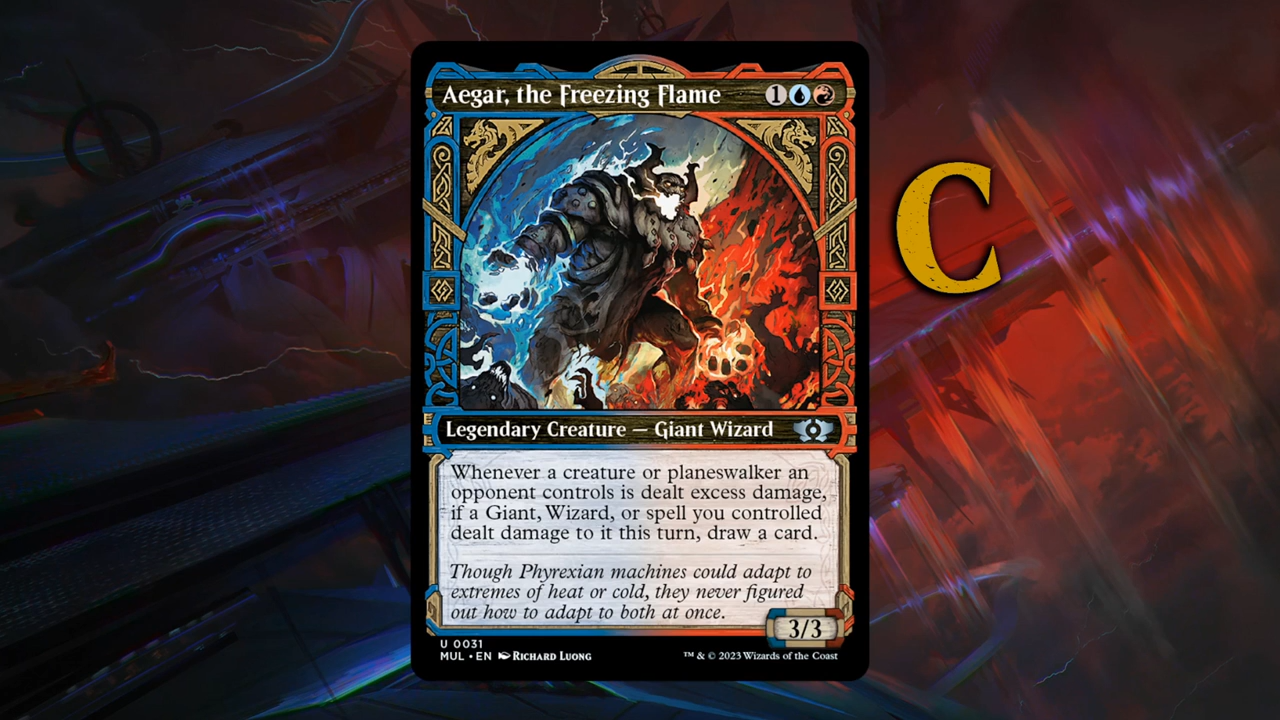 Aegar, the Freezing Flame 1
C
Legendary Creature — Giant Wizard
Whenever a creature or planeswalker an
opponent controls is dealt excess damage,
if a Giant, Wizard, or spell you controlled
dealt damage to it this turn, draw a card.
Though Phyrexian machines could adapt to
extremes of heat or cold, they never figured
out how to adapt to both at once.
3/3
U 0031
MUL • EN Richard Luong ™ & © 2023 Wizards of the Coast